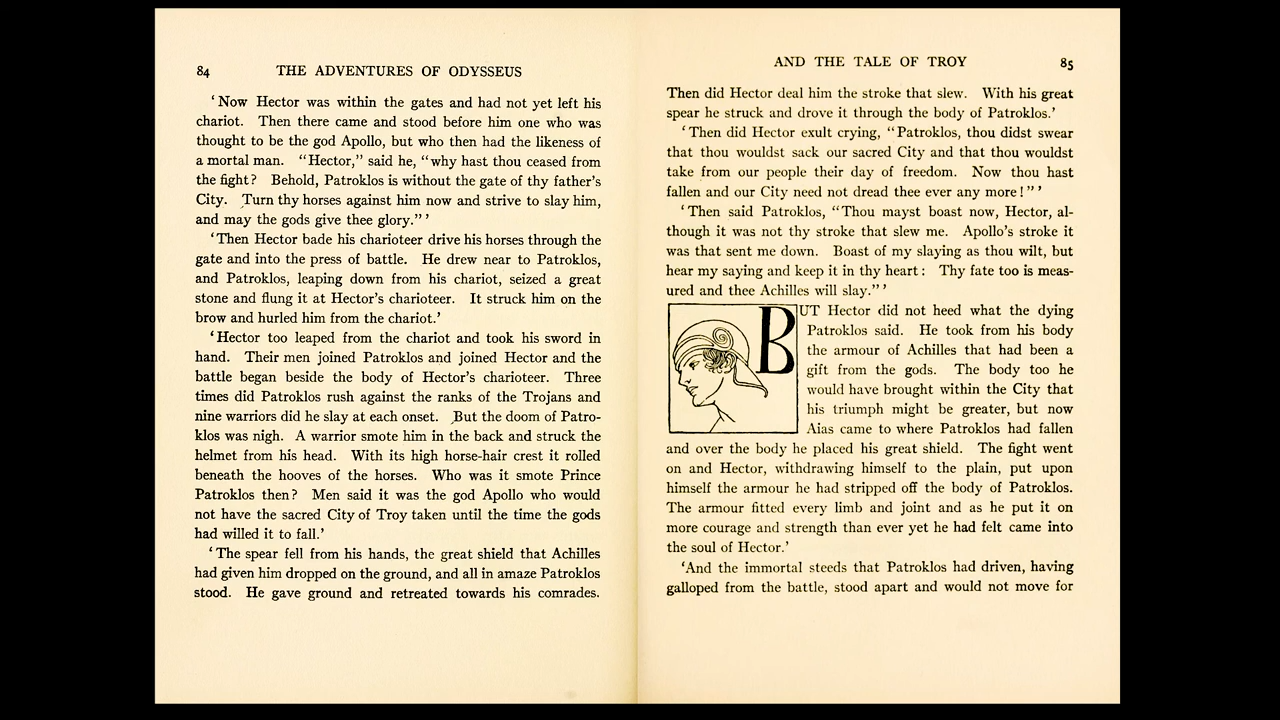 84 THE ADVENTURES OF ODYSSEUS
‘Now Hector was within the gates and had not yet left his
chariot. Then there came and stood before him one who was
thought to be the god Apollo, but who then had the likeness of
a mortal man. “Hector,” said he, “why hast thou ceased from
the fight? Behold, Patroklos is without the gate of thy father’s
City. Turn thy horses against him now and strive to slay him,
and may the gods give thee glory.” ’
‘Then Hector bade his charioteer drive his horses through the
gate and into the press of battle. He drew near to Patroklos,
and Patroklos, leaping down from his chariot, seized a great
stone and flung it at Hector’s charioteer. It struck him on the
brow and hurled him from the chariot.’
‘Hector too leaped from the chariot and took his sword in
hand. Their men joined Patroklos and joined Hector and the
battle began beside the body of Hector’s charioteer. Three
times did Patroklos rush against the ranks of the Trojans and
nine warriors did he slay at each onset. But the doom of Patro-
klos was nigh. A warrior smote him in the back and struck the
helmet from his head. With its high horse-hair crest it rolled
beneath the hooves of the horses. Who was it smote Prince
Patroklos then? Men said it was the god Apollo who would
not have the sacred City of Troy taken until the time the gods
had willed it to fall.’
‘The spear fell from his hands, the great shield that Achilles
had given him dropped on the ground, and all in amaze Patroklos
stood. He gave ground and retreated towards his comrades.
AND THE TALE OF TROY 85
Then did Hector deal him the stroke that slew. With his great
spear he struck and drove it through the body of Patroklos.’
‘Then did Hector exult crying, “Patroklos, thou didst swear
that thou wouldst sack our sacred City and that thou wouldst
take from our people their day of freedom. Now thou hast
fallen and our City need not dread thee ever any more!” ’
‘Then said Patroklos, “Thou mayst boast now, Hector, al-
though it was not thy stroke that slew me. Apollo’s stroke it
was that sent me down. Boast of my slaying as thou wilt, but
hear my saying and keep it in thy heart: Thy fate too is meas-
ured and thee Achilles will slay.” ’
BUT Hector did not heed what the dying
Patroklos said. He took from his body
the armour of Achilles that had been a
gift from the gods. The body too he
would have brought within the City that
his triumph might be greater, but now
Aias came to where Patroklos had fallen
and over the body he placed his great shield. The fight went
on and Hector, withdrawing himself to the plain, put upon
himself the armour he had stripped off the body of Patroklos.
The armour fitted every limb and joint and as he put it on
more courage and strength than ever yet he had felt came into
the soul of Hector.’
‘And the immortal steeds that Patroklos had driven, having
galloped from the battle, stood apart and would not move for